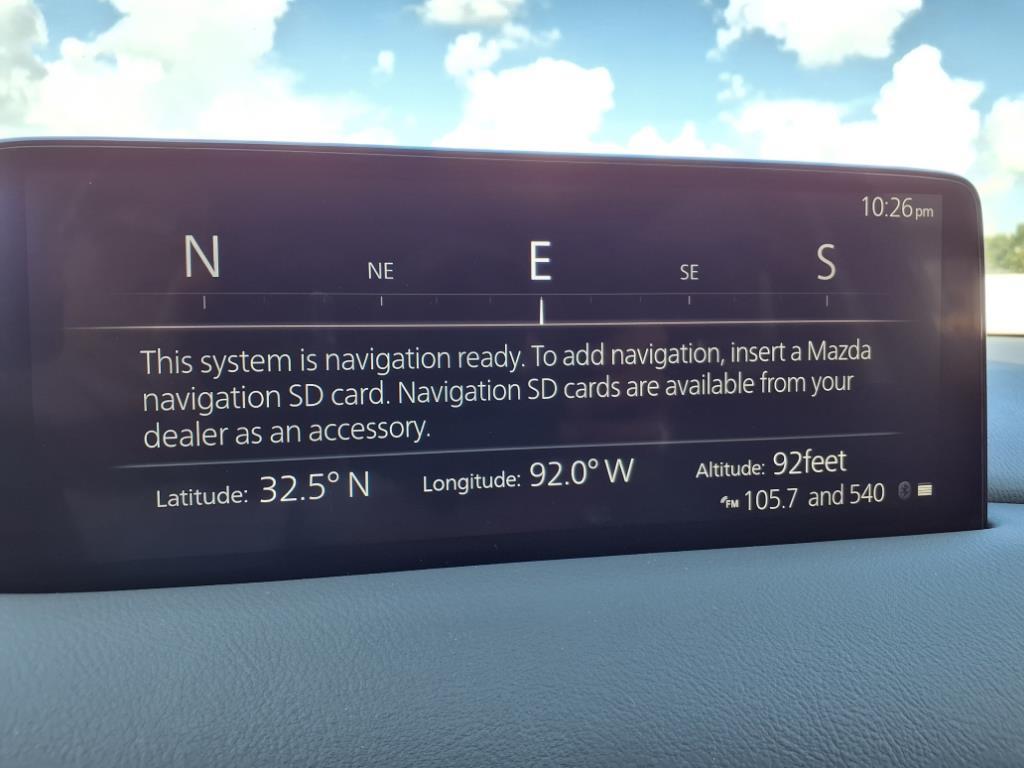 10:26pm
N NE E SE S
This system is navigation ready. To add navigation, insert a Mazda
navigation SD card. Navigation SD cards are available from your
dealer as an accessory.
Latitude: 32.5° N Longitude: 92.0° W Altitude: 92feet
FM 105.7 and 540